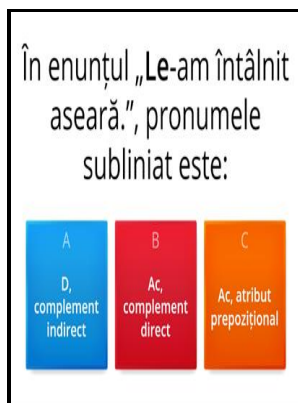 În enunțul „Le-am întâlnit
aseară.”, pronumele
subliniat este:
A
D,
complement
indirect
B
Ac,
complement
direct
C
Ac, atribut
prepozițional